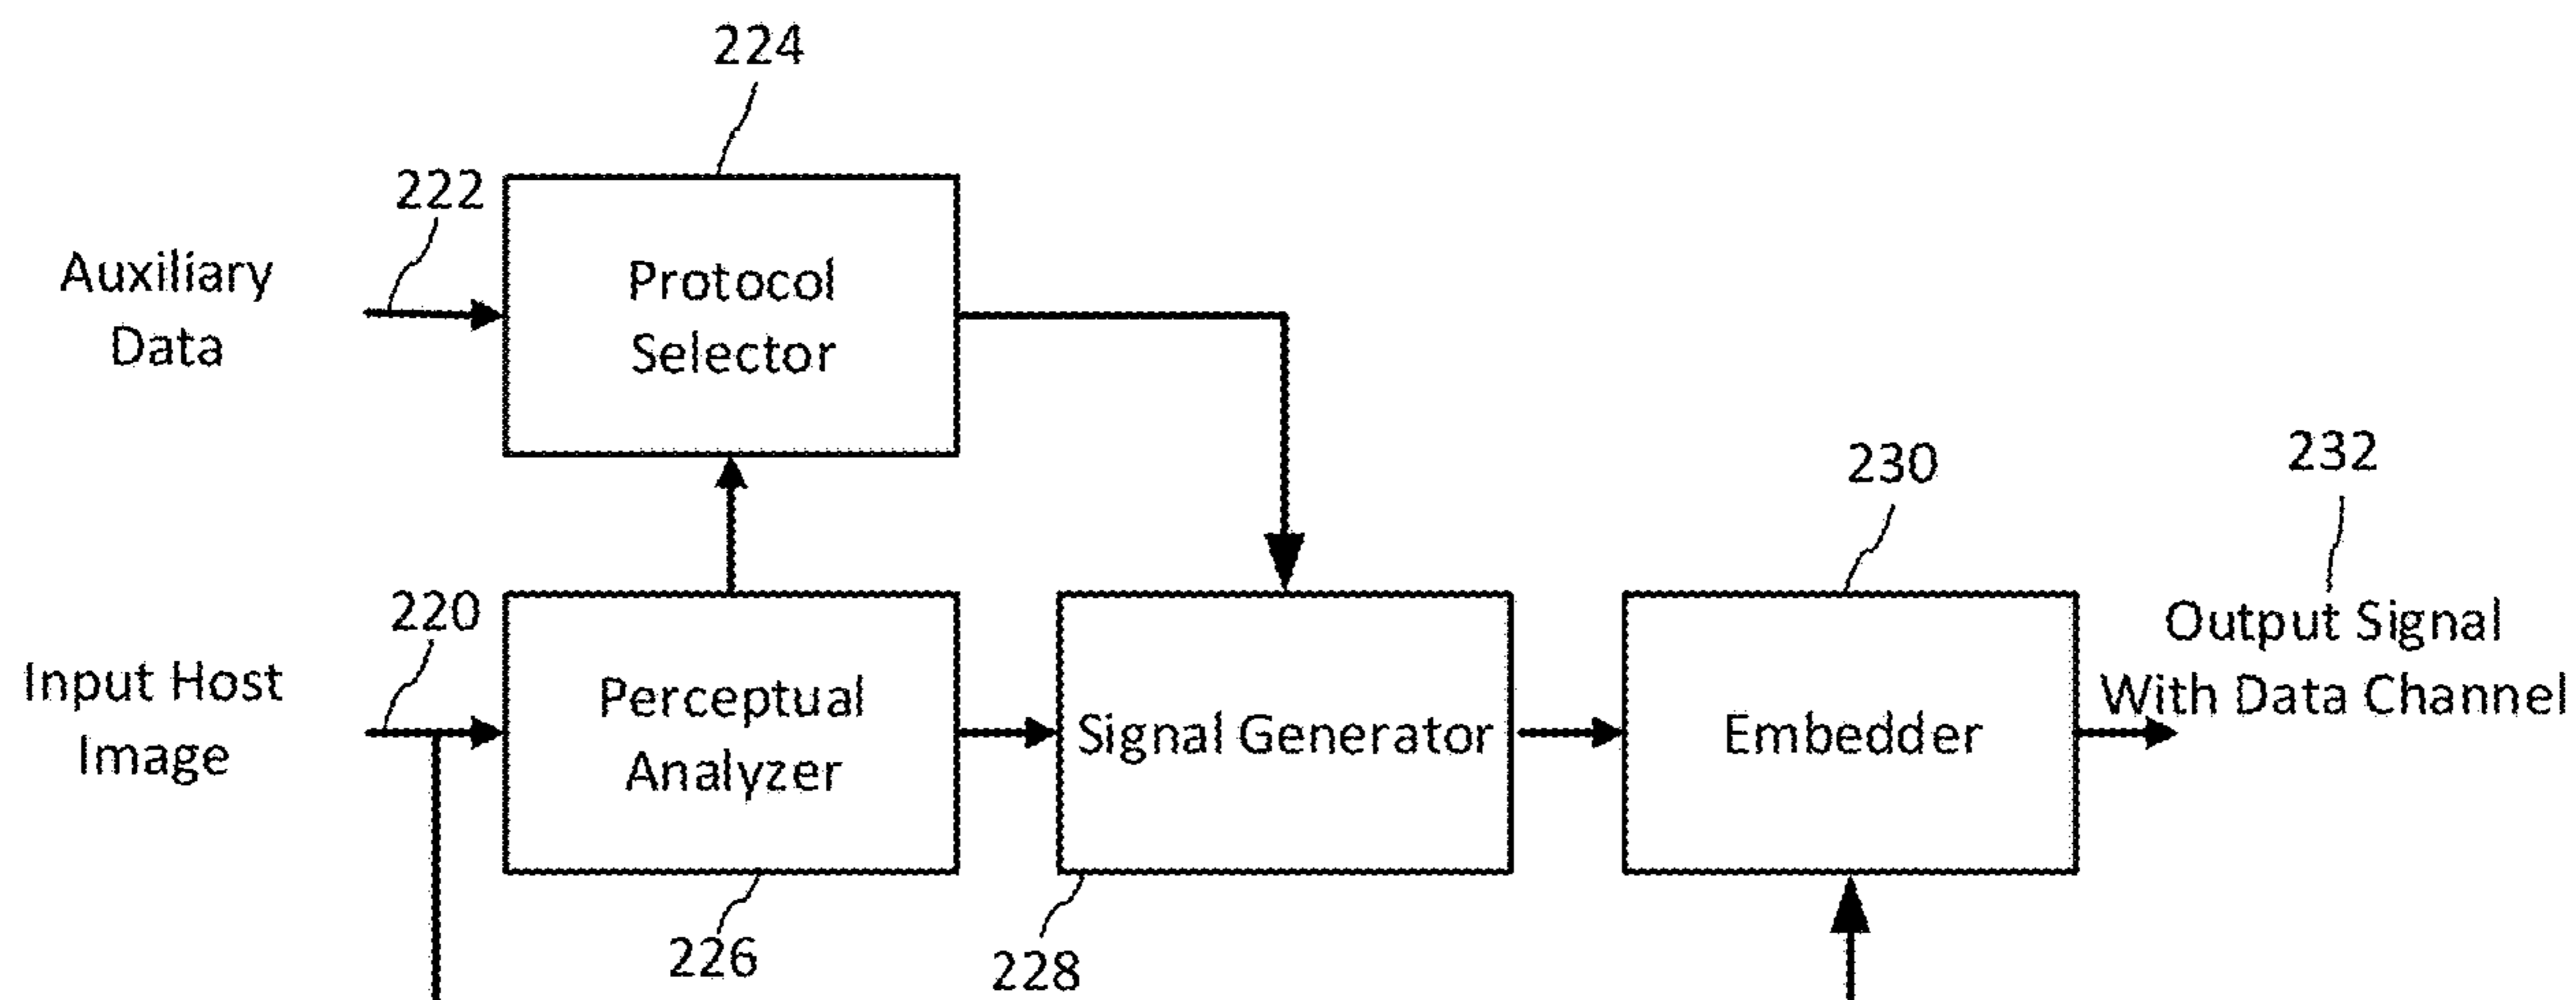 224
222
Auxiliary
Data
Protocol
Selector
230
232
220
Input Host
Image
Perceptual
Analyzer
Signal Generator
Embedder
Output Signal
With Data Channel
226
228